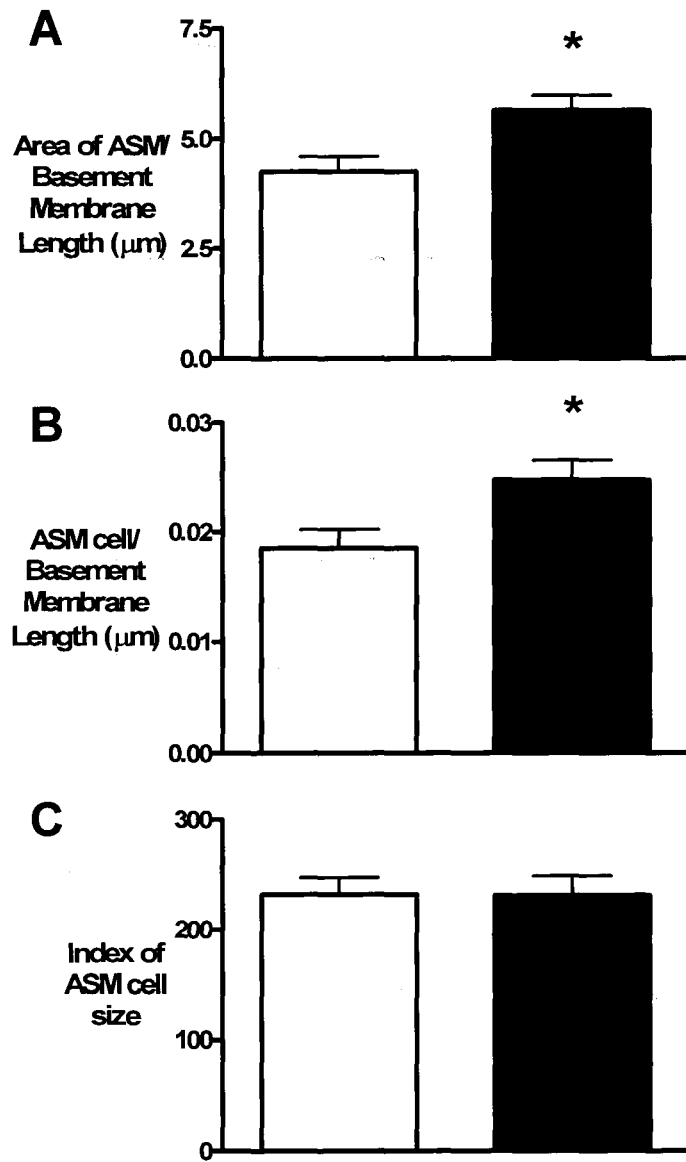 A
7.5
*
Area of ASM/
Basement
Membrane
Length (μm)
5.0
2.5
0.0
B
0.03
*
ASM cell/
Basement
Membrane
Length (μm)
0.02
0.01
0.00
C
300
Index of
ASM cell
size
200
100
0